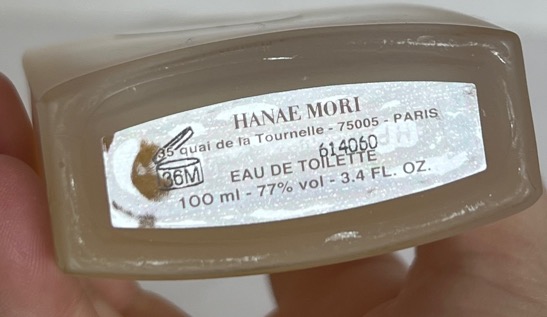 HANAE MORI
35 quai de la Tournelle - 75005 - PARIS
614060
36M
EAU DE TOILETTE
100 ml - 77% vol - 3.4 FL. OZ.